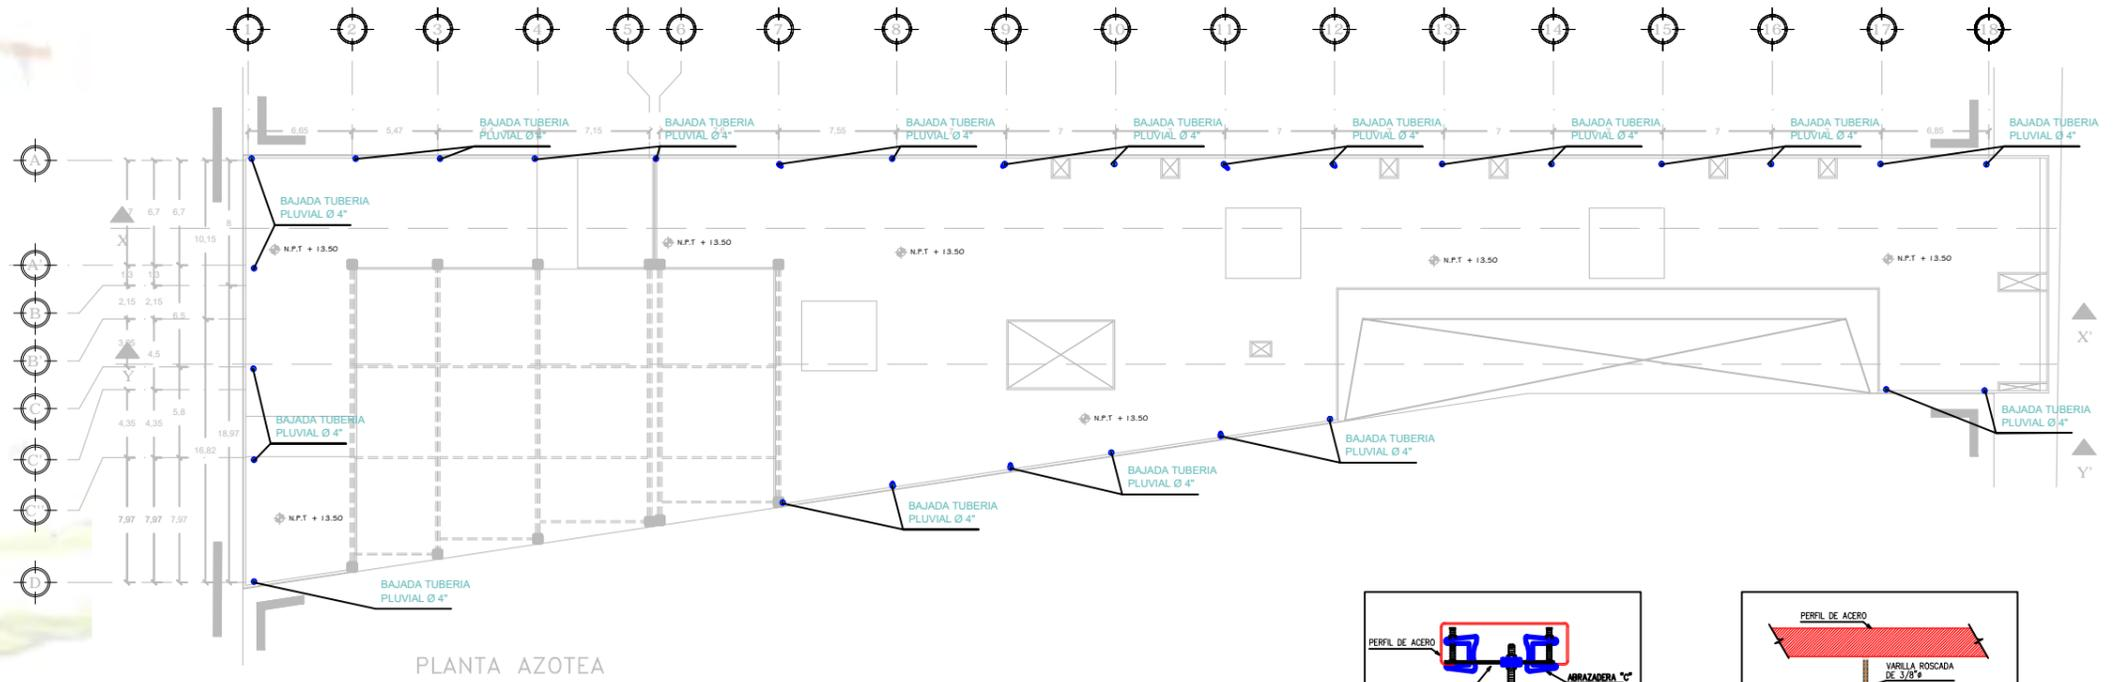 1 2 3 4 5 6 7 8 9 10 11 12 13 14 15 16 17 18
BAJADA TUBERIA
PLUVIAL Ø 4"
BAJADA TUBERIA
PLUVIAL Ø 4"
BAJADA TUBERIA
PLUVIAL Ø 4"
BAJADA TUBERIA
PLUVIAL Ø 4"
BAJADA TUBERIA
PLUVIAL Ø 4"
BAJADA TUBERIA
PLUVIAL Ø 4"
BAJADA TUBERIA
PLUVIAL Ø 4"
BAJADA TUBERIA
PLUVIAL Ø 4"
6,65 5,47 7,15 7,55 7 7 7 7 6,85
A
BAJADA TUBERIA
PLUVIAL Ø 4"
7 6,7 6,7
8
10,15
X
N.P.T + 13.50
N.P.T + 13.50
N.P.T + 13.50
N.P.T + 13.50
N.P.T + 13.50
A'
1,3 1,3
2,15 2,15
6,5
B
X'
B'
4,5
Y
C
5,8
4,35 4,35
18,97
16,82
BAJADA TUBERIA
PLUVIAL Ø 4"
N.P.T + 13.50
BAJADA TUBERIA
PLUVIAL Ø 4"
BAJADA TUBERIA
PLUVIAL Ø 4"
C'
Y'
BAJADA TUBERIA
PLUVIAL Ø 4"
C''
7,97 7,97 7,97
N.P.T + 13.50
BAJADA TUBERIA
PLUVIAL Ø 4"
D
BAJADA TUBERIA
PLUVIAL Ø 4"
PLANTA AZOTEA
PERFIL DE ACERO
ABRAZADERA "C"
PERFIL DE ACERO
VARILLA ROSCADA
DE 3/8"ø